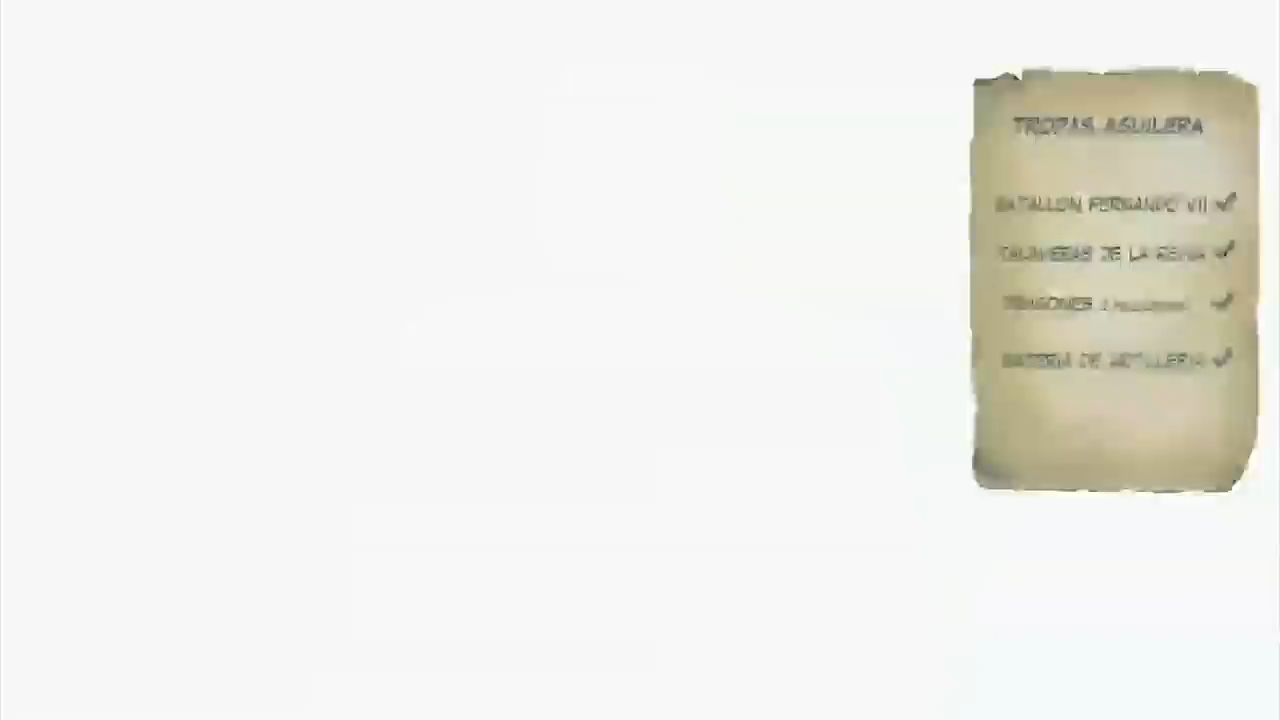 TROPAS AGUILERA
BATALLON FERNANDO VII
DE LA REINA
DRAGONES
BATERIA DE ARTILLERIA